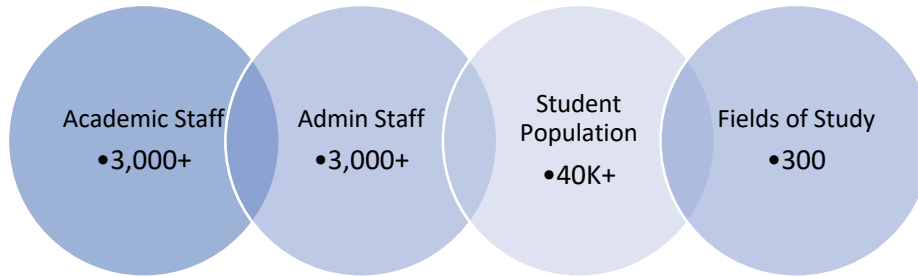 Academic Staff
•3,000+
Admin Staff
•3,000+
Student
Population
•40K+
Fields of Study
•300